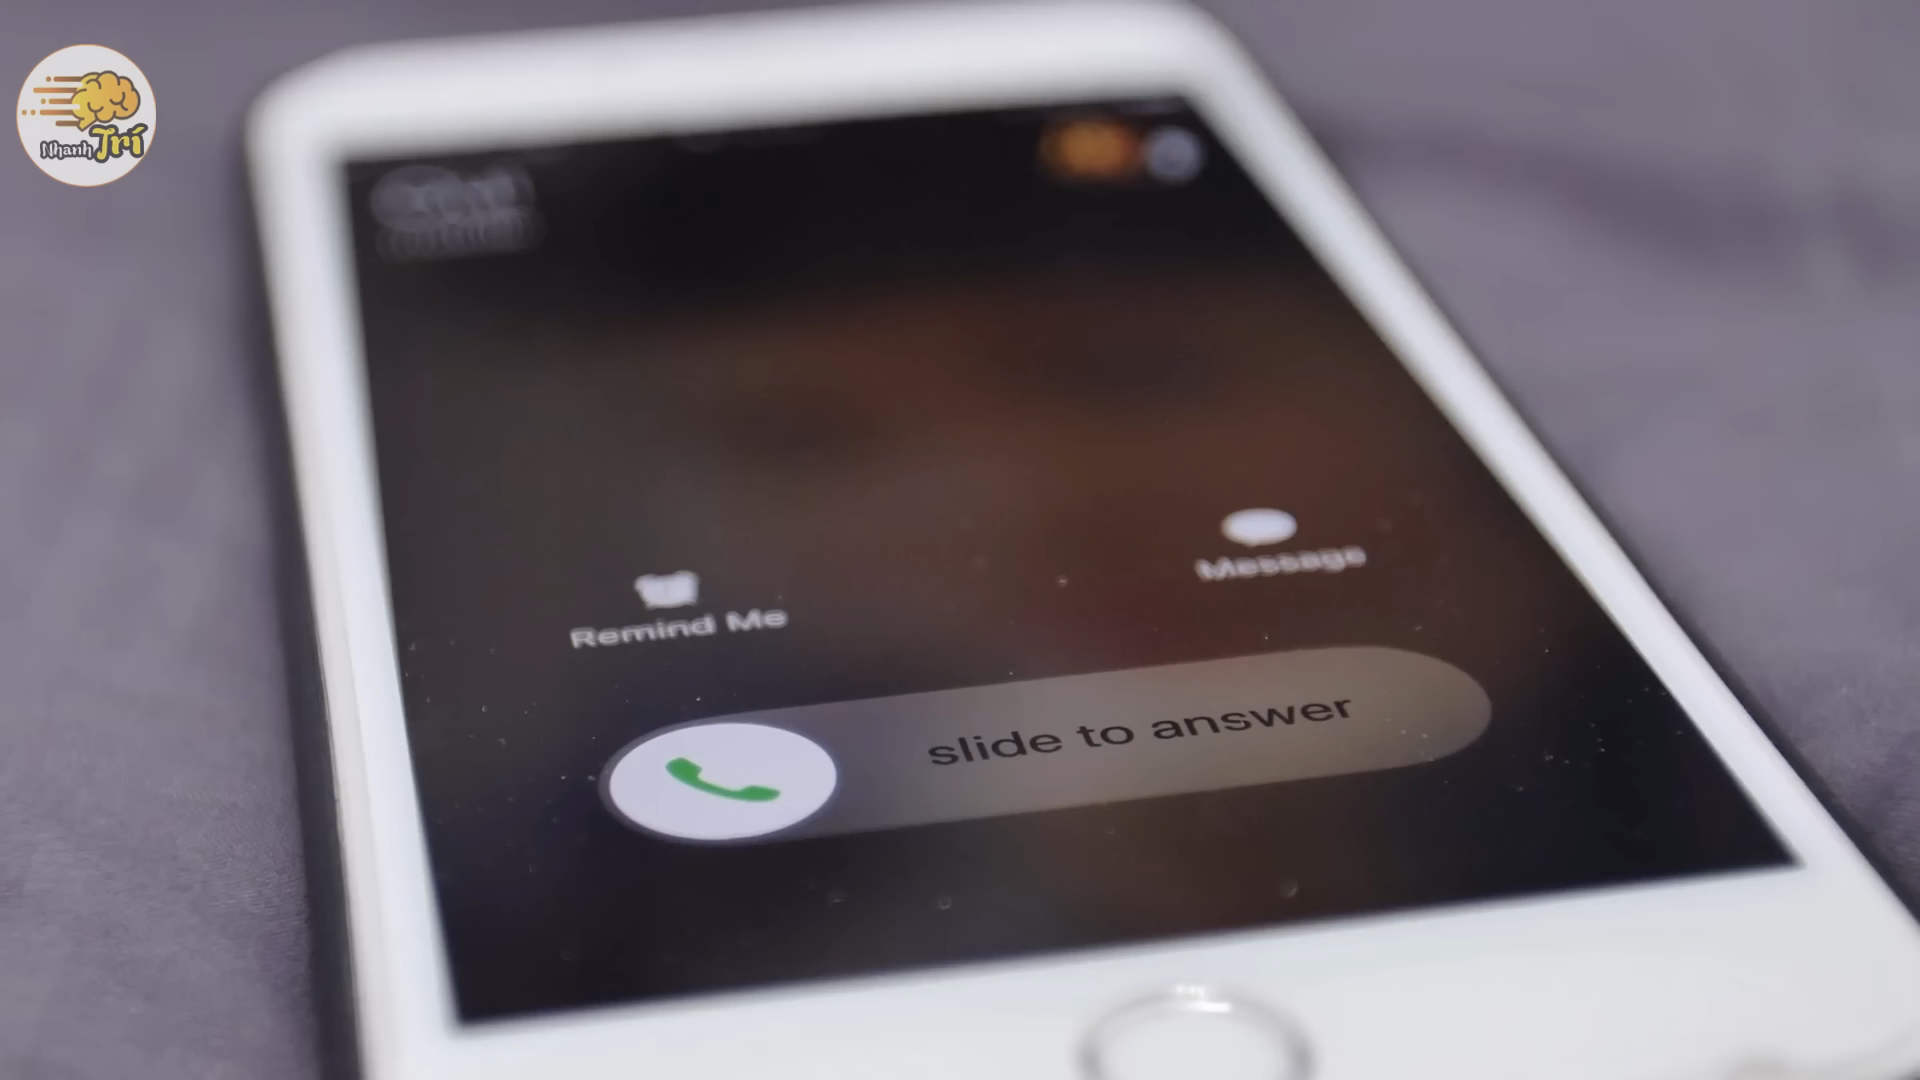 Nhanh Trí
Remind Me
Message
slide to answer